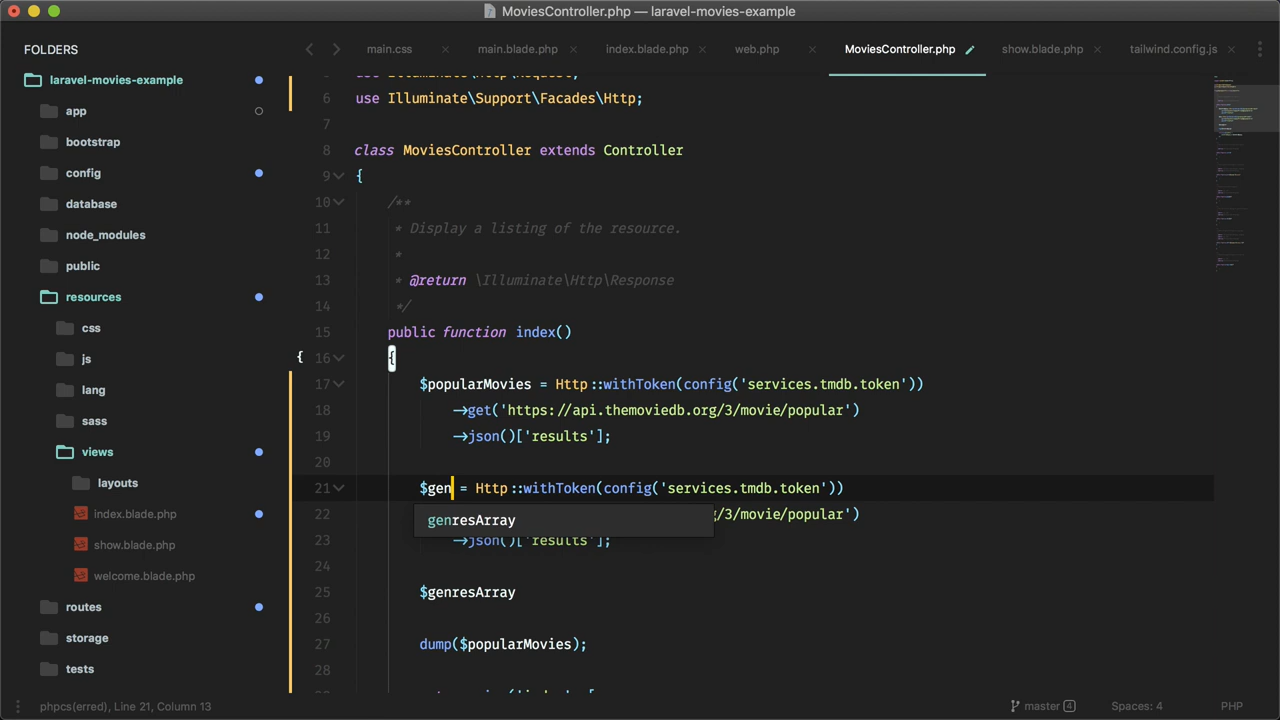 MoviesController.php — laravel-movies-example
FOLDERS
laravel-movies-example
app
bootstrap
config
database
node_modules
public
resources
css
js
lang
sass
views
layouts
index.blade.php
show.blade.php
welcome.blade.php
routes
storage
tests
main.css × main.blade.php × index.blade.php × web.php × MoviesController.php show.blade.php × tailwind.config.js ×
use Illuminate\Http\Request;
6 use Illuminate\Support\Facades\Http;
7
8 class MoviesController extends Controller
9 {
10 /**
11 * Display a listing of the resource.
12 *
13 * @return \Illuminate\Http\Response
14 */
15 public function index()
{ 16 {
17 $popularMovies = Http::withToken(config('services.tmdb.token'))
18 →get('https://api.themoviedb.org/3/movie/popular')
19 →json()['results'];
20
21 $gen = Http::withToken(config('services.tmdb.token'))
22 /3/movie/popular')
genresArray
23 →json()['results'];
24
25 $genresArray
26
27 dump($popularMovies);
28
phpcs(erred), Line 21, Column 13
master 4
Spaces: 4
PHP